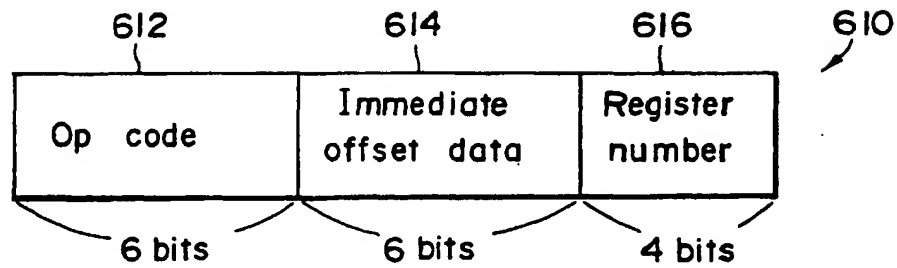 612 614 616 610
Op code
Immediate
offset data
Register
number
6 bits 6 bits 4 bits